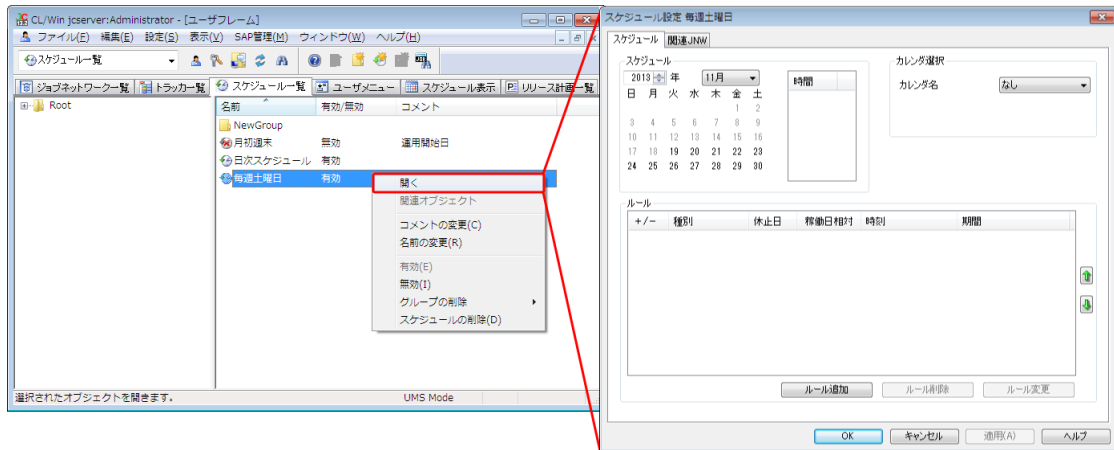 CL/Win jcserver:Administrator - [ユーザフレーム]
ファイル(F) 編集(E) 設定(S) 表示(V) SAP管理(M) ウィンドウ(W) ヘルプ(H)
スケジュール一覧
ジョブネットワーク一覧 トラッカ一覧 スケジュール一覧 ユーザメニュー スケジュール表示 リリース計画一覧
Root
名前 有効/無効 コメント
NewGroup
月初週末 無効 運用開始日
日次スケジュール 有効
毎週土曜日 有効
開く
関連オブジェクト
コメントの変更(C)
名前の変更(R)
有効(E)
無効(I)
グループの削除
スケジュールの削除(D)
選択されたオブジェクトを開きます。 UMS Mode
スケジュール設定 毎週土曜日
スケジュール 関連JNW
スケジュール
2013 年 11月
日 月 火 水 木 金 土
1 2
3 4 5 6 7 8 9
10 11 12 13 14 15 16
17 18 19 20 21 22 23
24 25 26 27 28 29 30
時間
カレンダ選択
カレンダ名 なし
ルール
+/- 種別 休止日 稼働日相対 時刻 期間
ルール追加 ルール削除 ルール変更
OK キャンセル 適用(A) ヘルプ